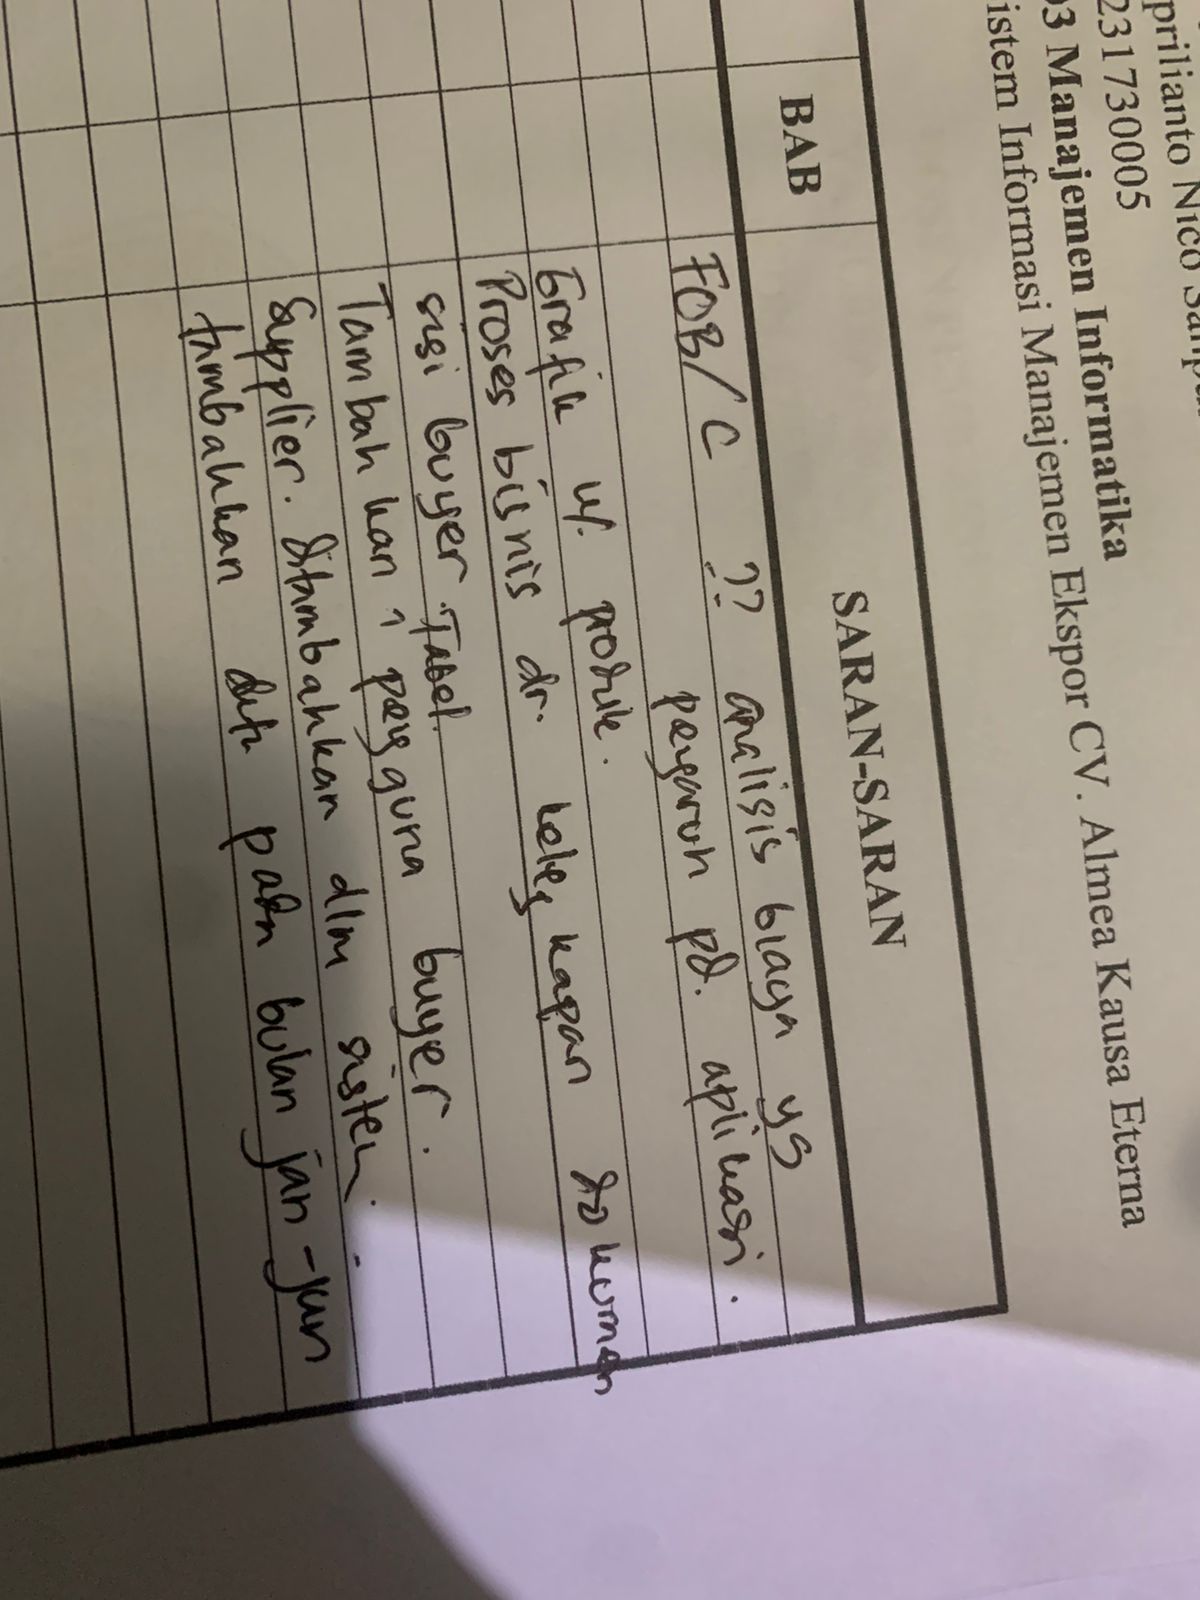 prilianto Nico Sanpu
231730005
03 Manajemen Informatika
istem Informasi Manajemen Ekspor CV. Almea Kausa Eterna
BAB
SARAN-SARAN
FOB/C ?? analisis biaya yg
pengaruh pd. aplikasi.
Grafik u/. produk.
Proses bisnis dr. kelengkapan dokumen
sisi buyer. Tabel.
Tambahkan 1 pengguna buyer.
Supplier. ditambahkan dlm sistem.
tambahkan data pada bulan jan-jun